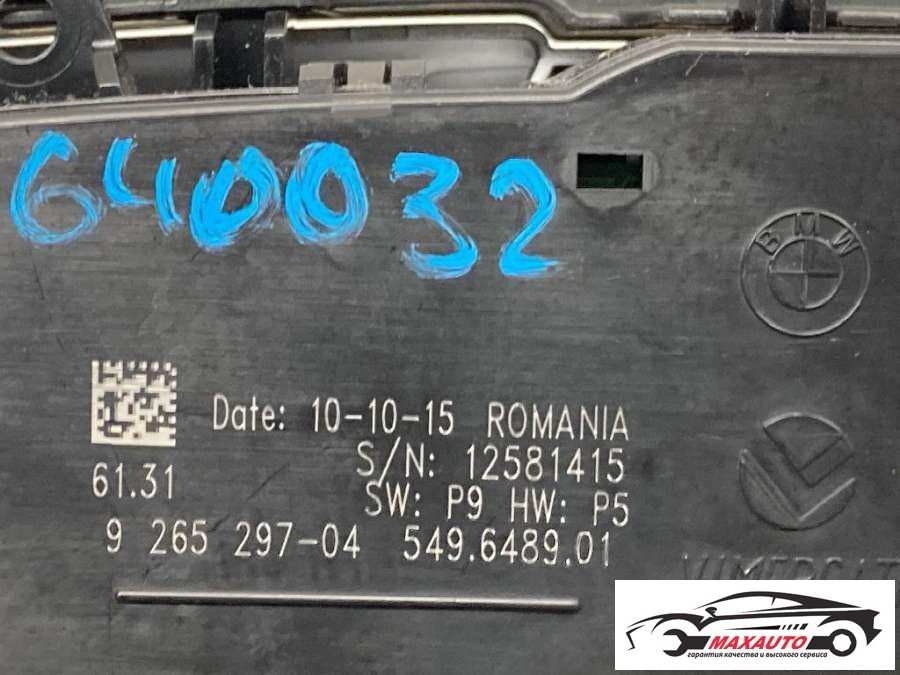 640032
BMW
Date: 10-10-15 ROMANIA
S/N: 12581415
61.31
SW: P9 HW: P5
9 265 297-04 549.6489.01
MAXAUTO
гарантия качества и высокого сервиса